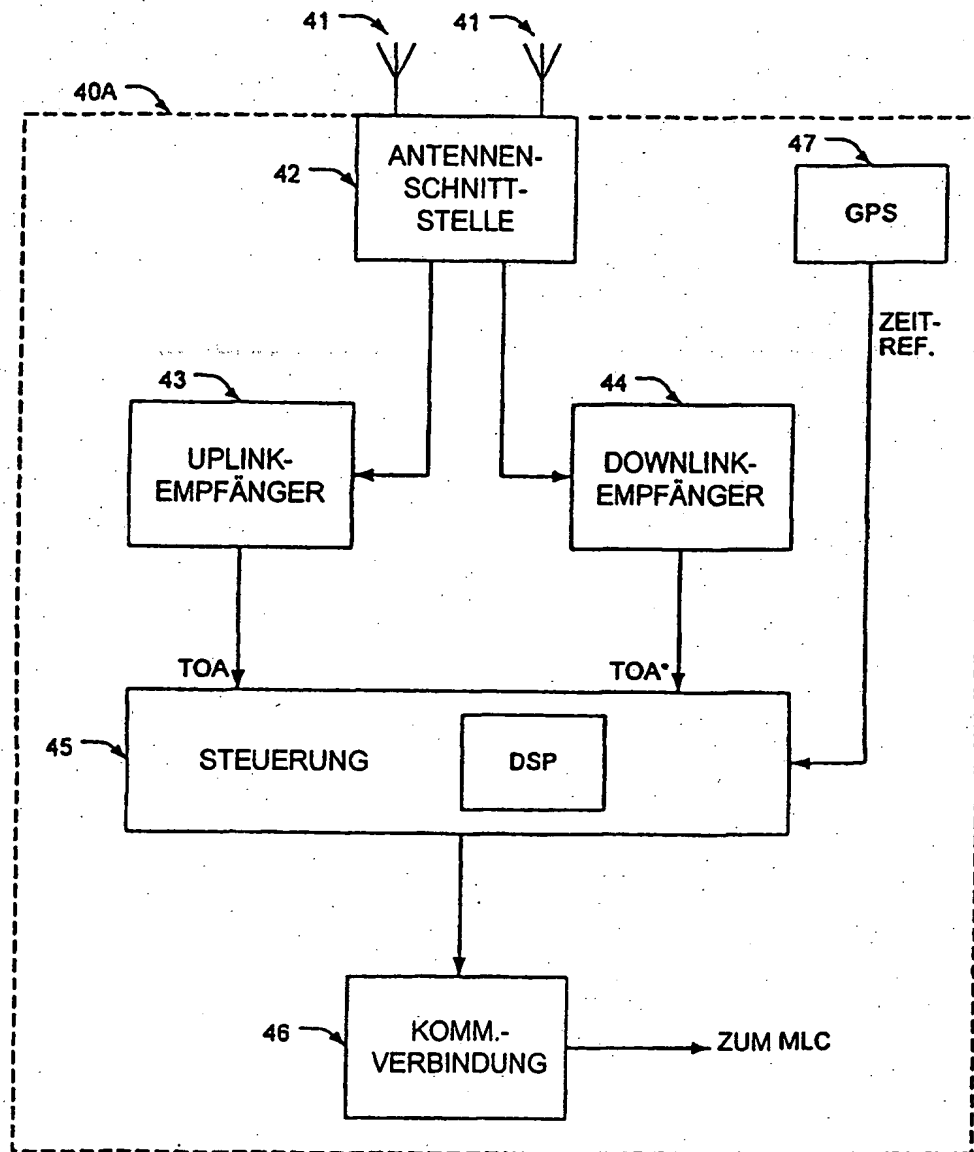 41
41
40A
42
ANTENNEN-
SCHNITT-
STELLE
47
GPS
ZEIT-
REF.
43
UPLINK-
EMPFÄNGER
44
DOWNLINK-
EMPFÄNGER
TOA
TOA*
45
STEUERUNG
DSP
46
KOMM.-
VERBINDUNG
ZUM MLC